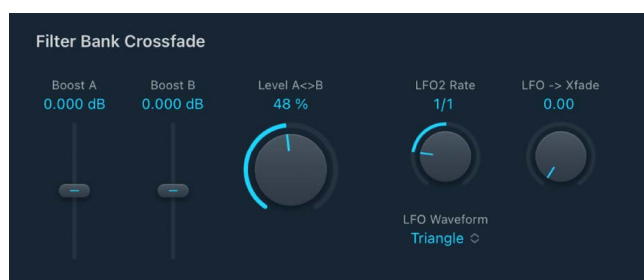 Filter Bank Crossfade
Boost A
0.000 dB
Boost B
0.000 dB
Level A<>B
48 %
LFO2 Rate
1/1
LFO -> Xfade
0.00
LFO Waveform
Triangle